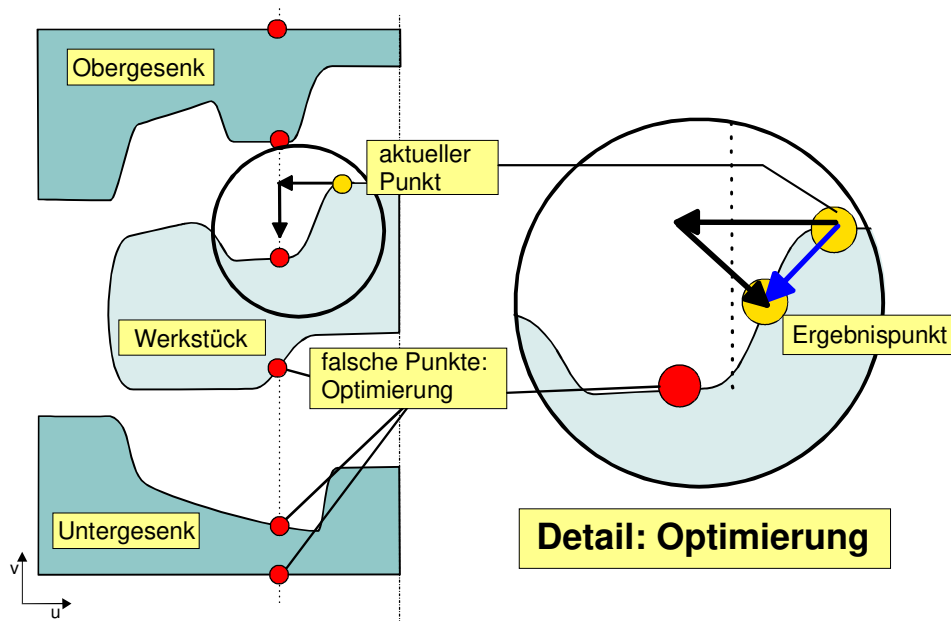 Obergesenk
aktueller
Punkt
Werkstück
Ergebnispunkt
falsche Punkte:
Optimierung
Untergesenk
Detail: Optimierung
v
u